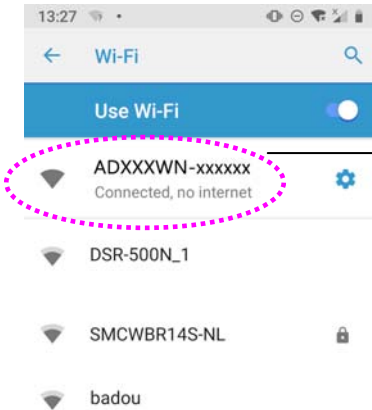 13:27
Wi-Fi
Use Wi-Fi
ADXXXWN-xxxxxx
Connected, no internet
DSR-500N_1
SMCWBR14S-NL
badou